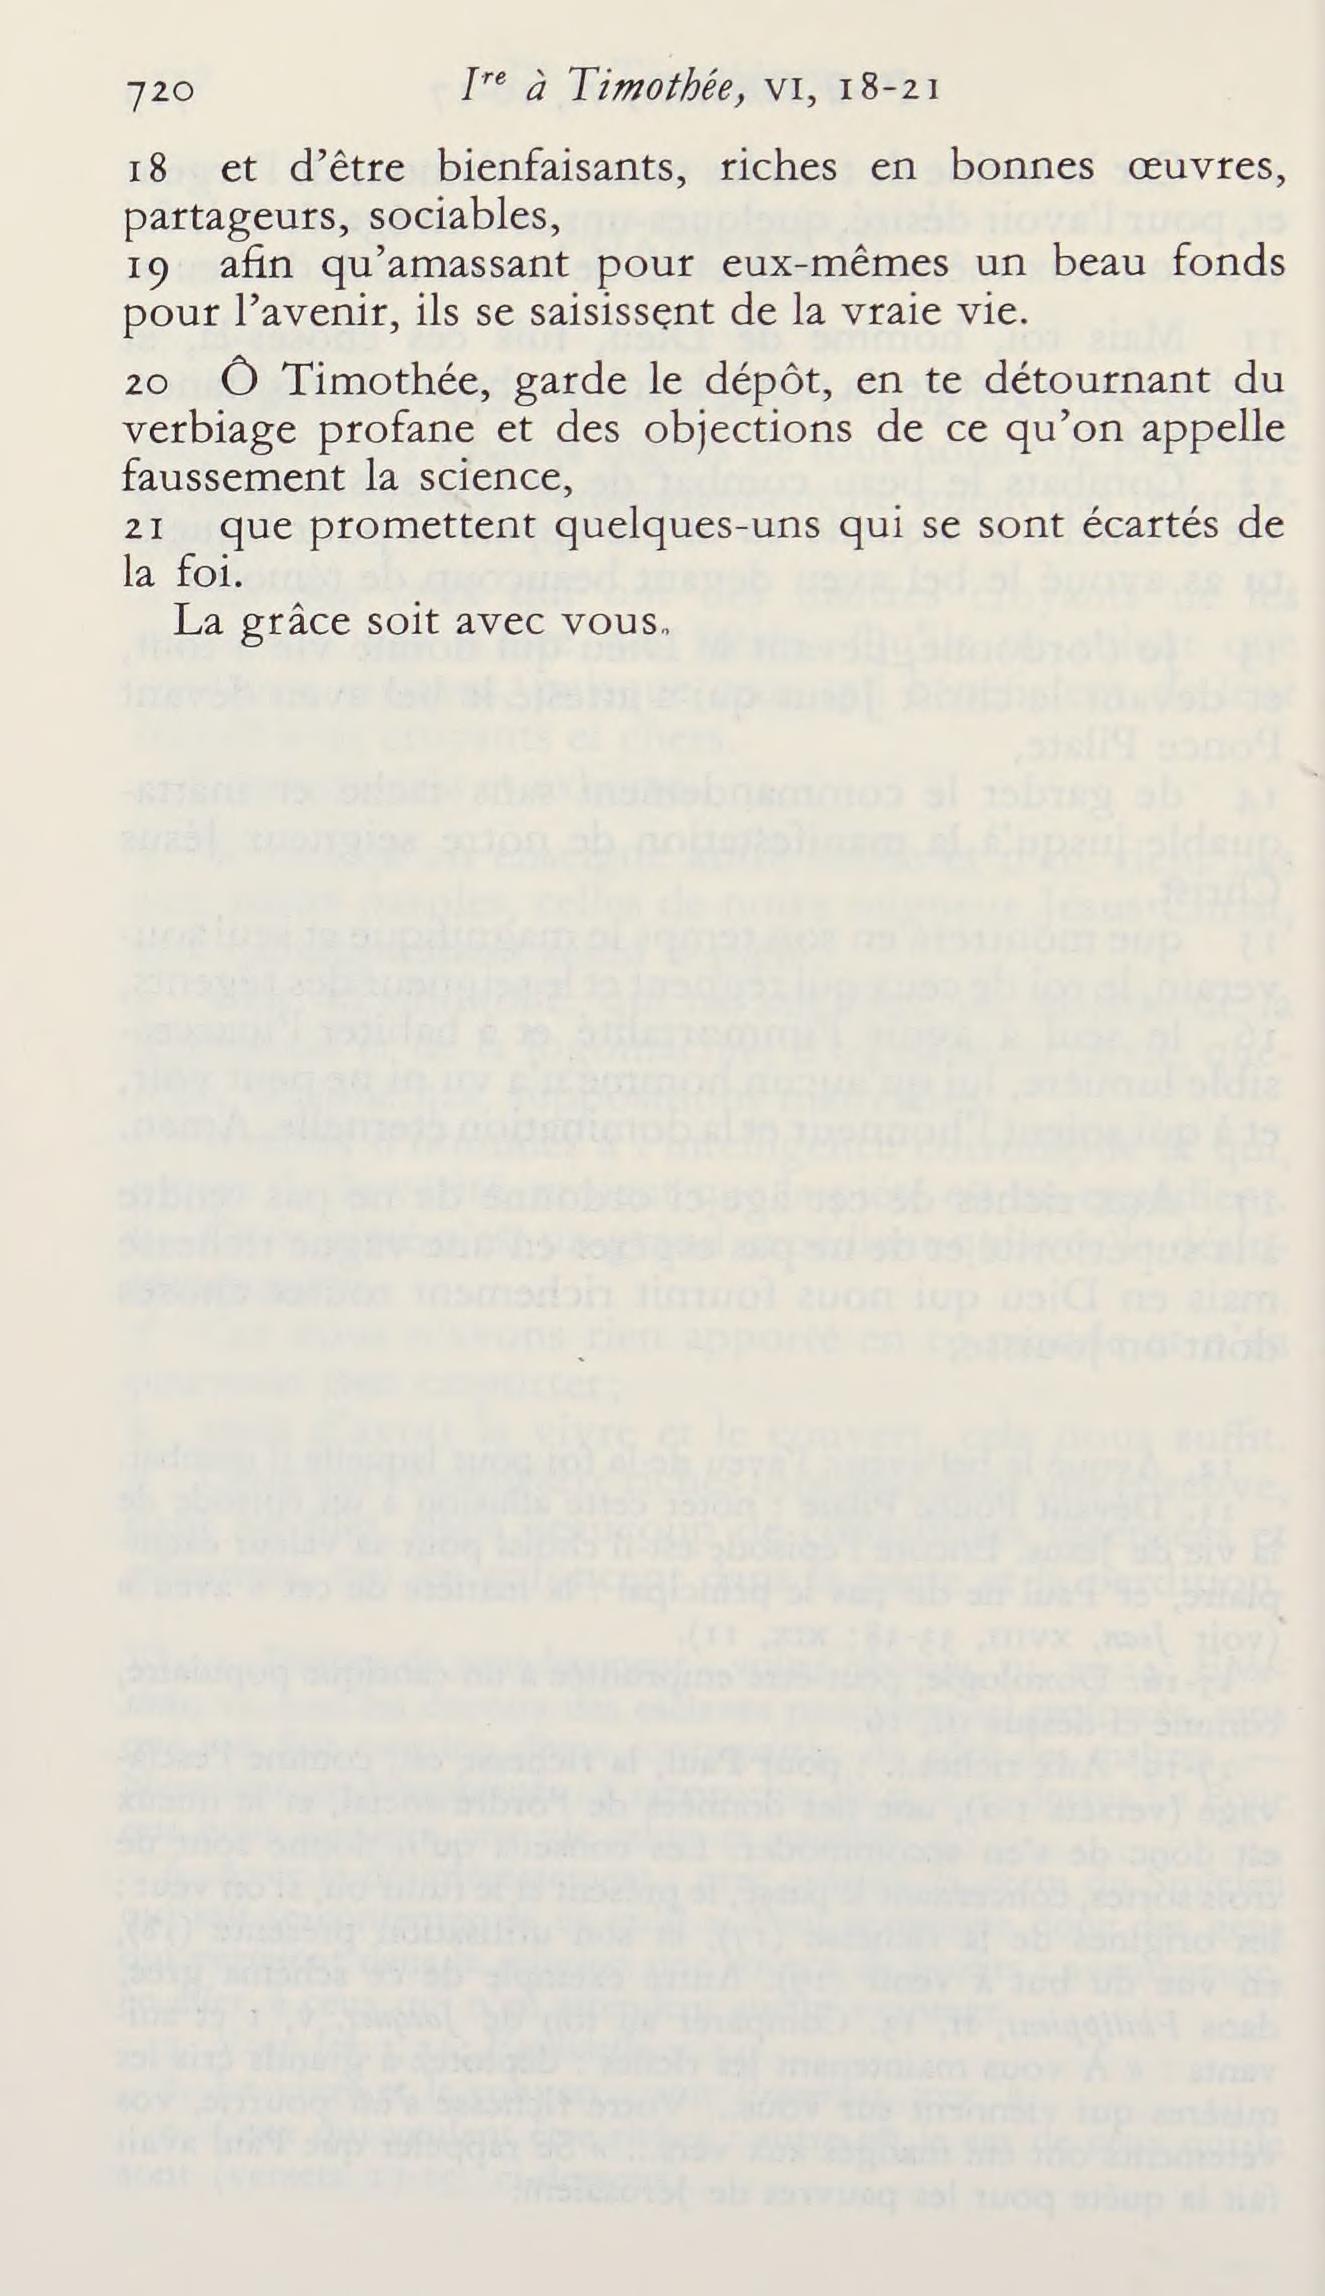 720 Iʳᵉ à Timothée, VI, 18-21
18 et d’être bienfaisants, riches en bonnes œuvres,
partageurs, sociables,
19 afin qu’amassant pour eux-mêmes un beau fonds
pour l’avenir, ils se saisissent de la vraie vie.
20 Ô Timothée, garde le dépôt, en te détournant du
verbiage profane et des objections de ce qu’on appelle
faussement la science,
21 que promettent quelques-uns qui se sont écartés de
la foi.
La grâce soit avec vous.